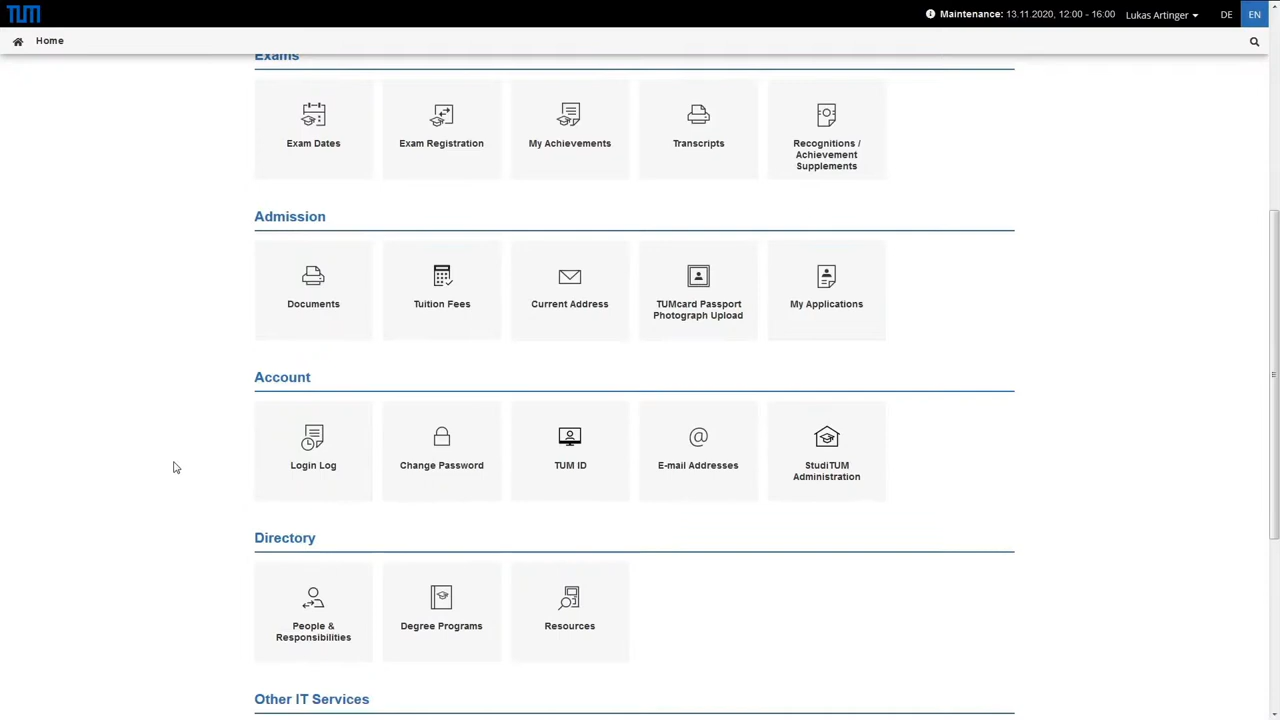 TUM
Maintenance: 13.11.2020, 12:00 - 16:00
Lukas Artinger
DE
EN
Home
Exams
Exam Dates
Exam Registration
My Achievements
Transcripts
Recognitions /
Achievement
Supplements
Admission
Documents
Tuition Fees
Current Address
TUMcard Passport
Photograph Upload
My Applications
Account
Login Log
Change Password
TUM ID
@
E-mail Addresses
StudiTUM
Administration
Directory
People &
Responsibilities
Degree Programs
Resources
Other IT Services